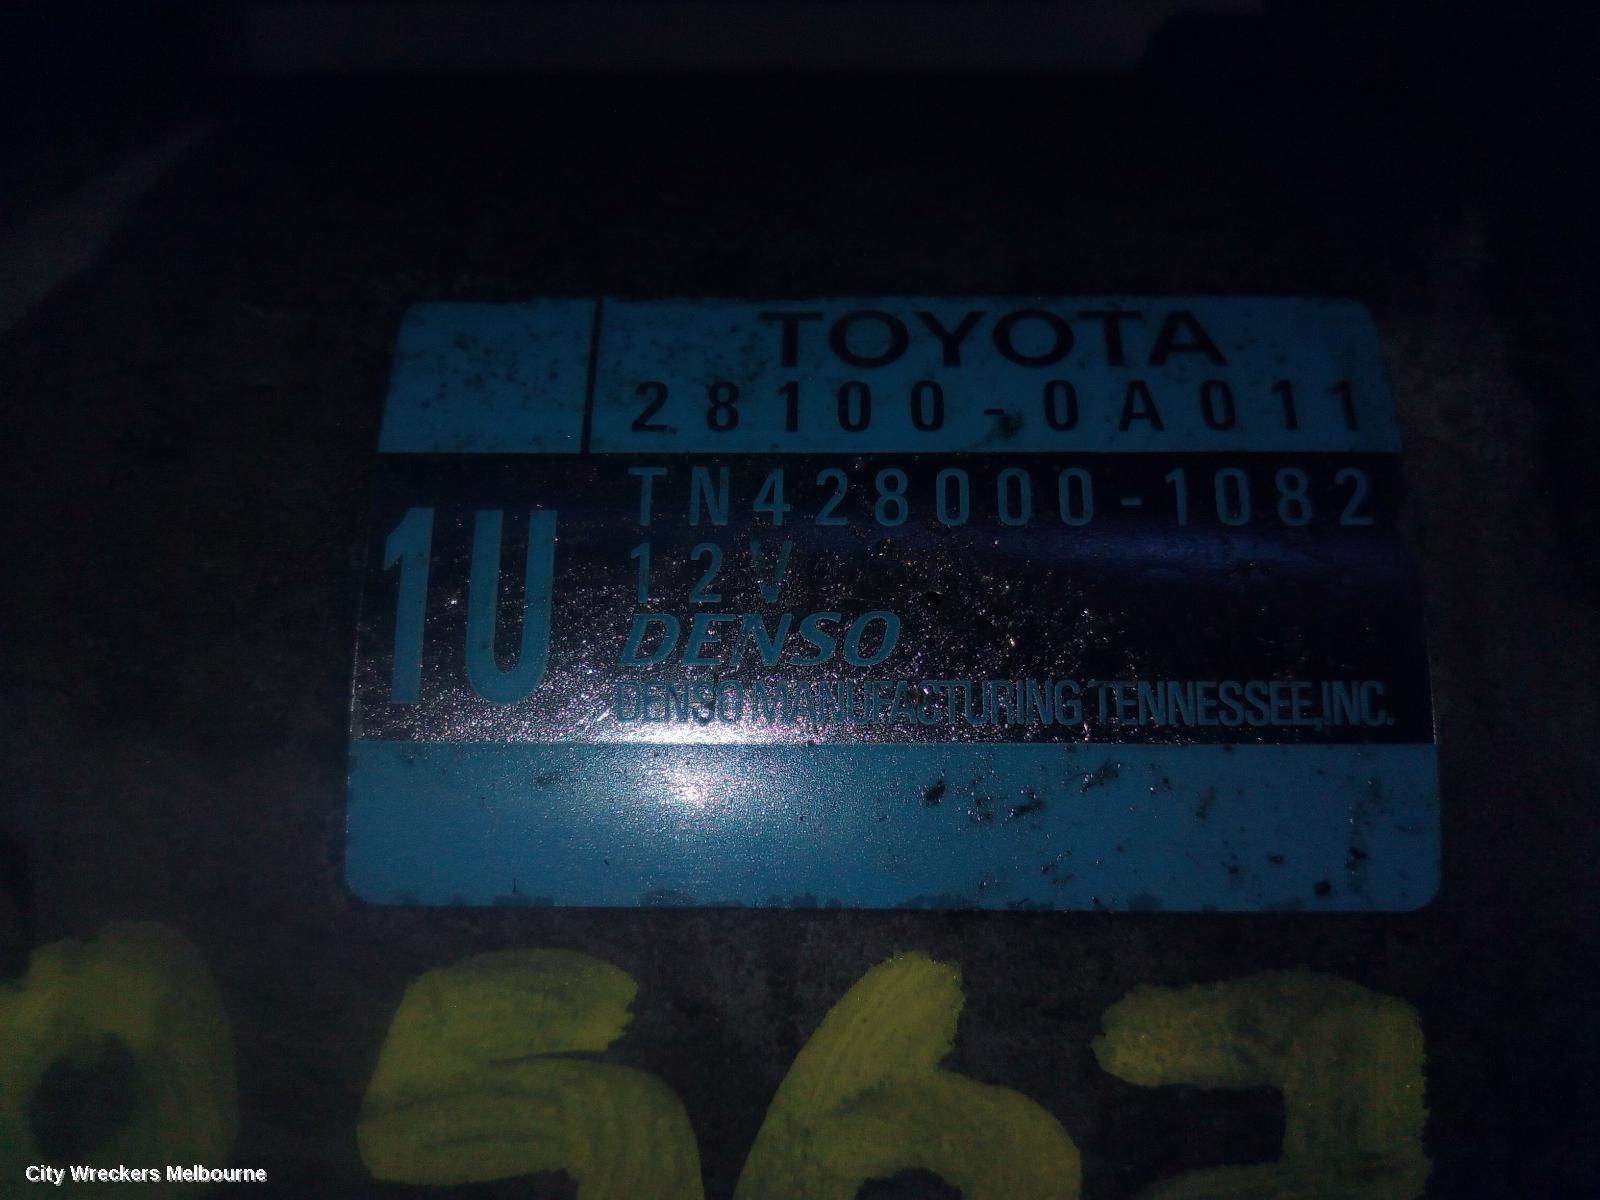 TOYOTA
28100-0A011
1U
TN428000-1082
12V
DENSO
DENSO MANUFACTURING TENNESSEE,INC.
City Wreckers Melbourne